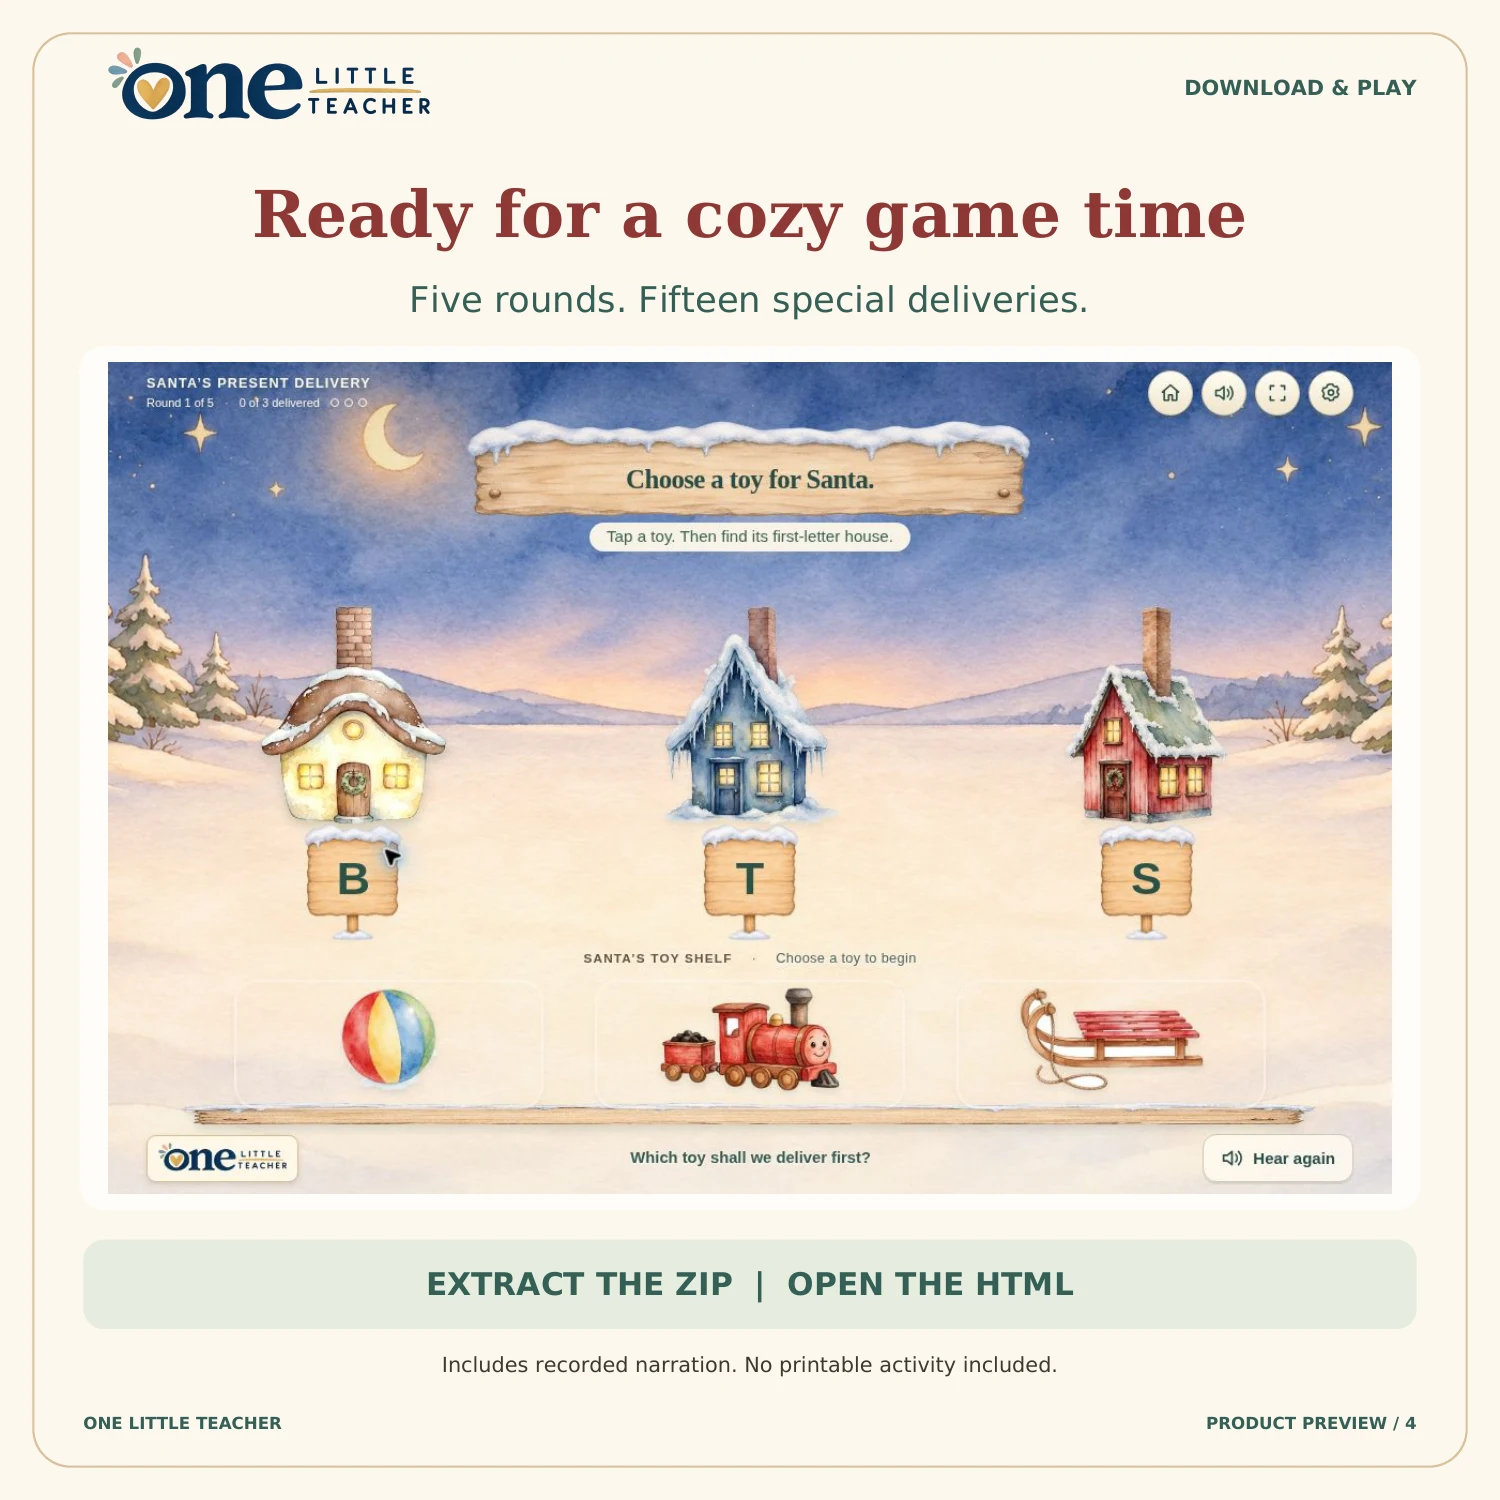 One LITTLE TEACHER
DOWNLOAD & PLAY
Ready for a cozy game time
Five rounds. Fifteen special deliveries.
SANTA'S PRESENT DELIVERY
Round 1 of 5 · 0 of 3 delivered
Choose a toy for Santa.
Tap a toy. Then find its first-letter house.
B
T
S
SANTA'S TOY SHELF · Choose a toy to begin
One LITTLE TEACHER
Which toy shall we deliver first?
Hear again
EXTRACT THE ZIP | OPEN THE HTML
Includes recorded narration. No printable activity included.
ONE LITTLE TEACHER
PRODUCT PREVIEW / 4